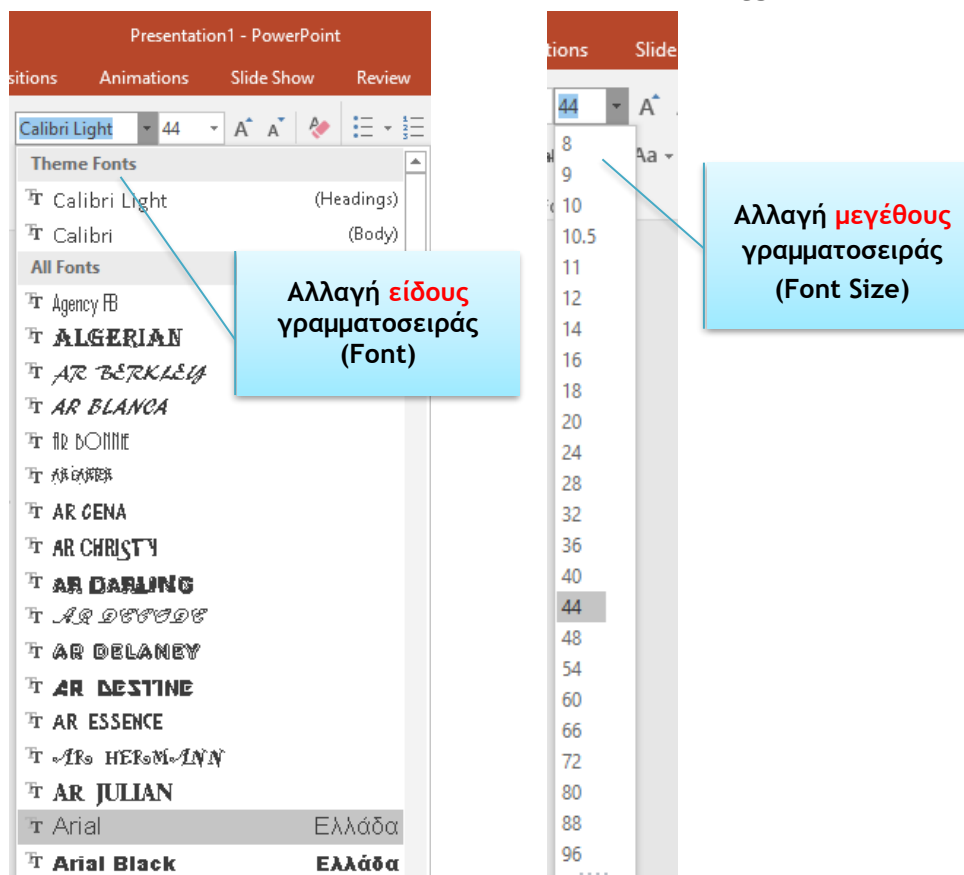 Presentation1 - PowerPoint
sitions Animations Slide Show Review
Calibri Light 44 A A
Theme Fonts
Calibri Light (Headings)
Calibri (Body)
All Fonts
Agency FB
ALGERIAN
AR BERKLEY
AR BLANCA
AR BONNIE
AR CENA
AR CHRISTY
AR DARLING
AR DECODE
AR DELANEY
AR DESTINE
AR ESSENCE
AR HERMANN
AR JULIAN
Arial Ελλάδα
Arial Black Ελλάδα
Αλλαγή είδους
γραμματοσειράς
(Font)
tions Slide
44 A
Aa
8
9
10
10.5
11
12
14
16
18
20
24
28
32
36
40
44
48
54
60
66
72
80
88
96
Αλλαγή μεγέθους
γραμματοσειράς
(Font Size)